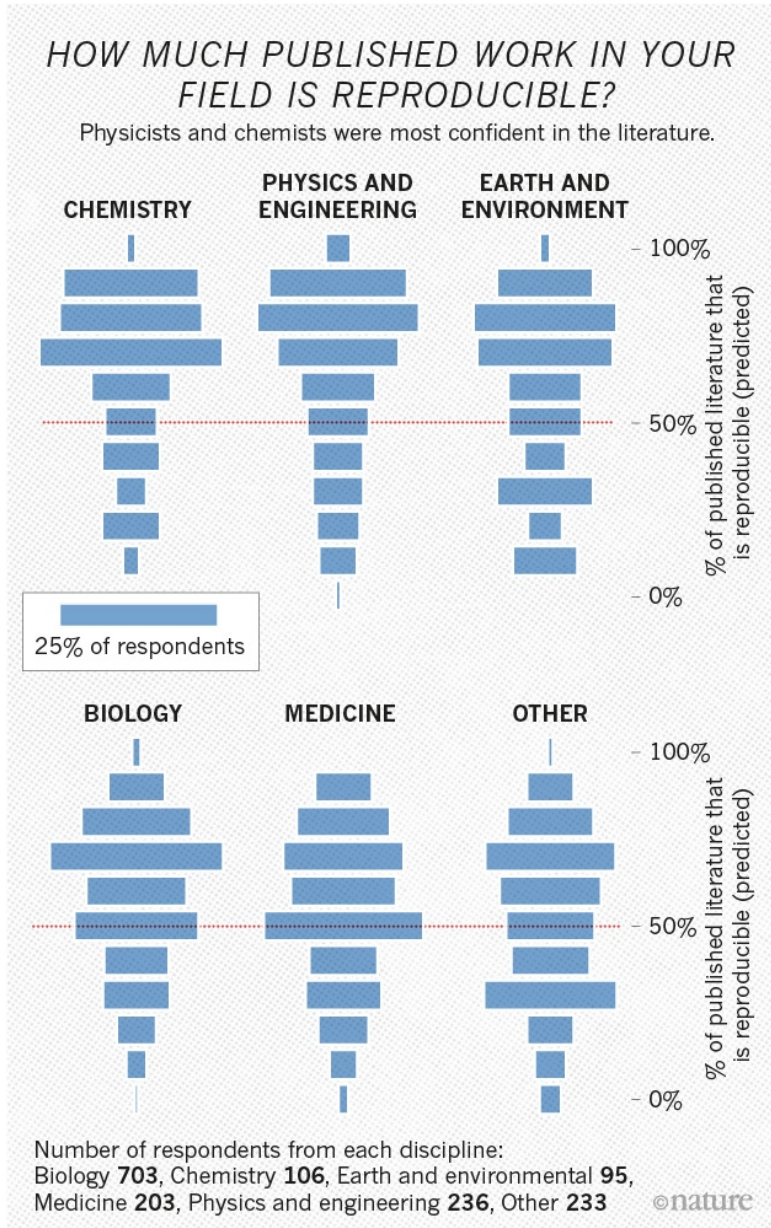 HOW MUCH PUBLISHED WORK IN YOUR
FIELD IS REPRODUCIBLE?
Physicists and chemists were most confident in the literature.
CHEMISTRY
PHYSICS AND
ENGINEERING
EARTH AND
ENVIRONMENT
100%
50%
0%
% of published literature that
is reproducible (predicted)
25% of respondents
BIOLOGY
MEDICINE
OTHER
100%
50%
0%
% of published literature that
is reproducible (predicted)
Number of respondents from each discipline:
Biology 703, Chemistry 106, Earth and environmental 95,
Medicine 203, Physics and engineering 236, Other 233
©nature